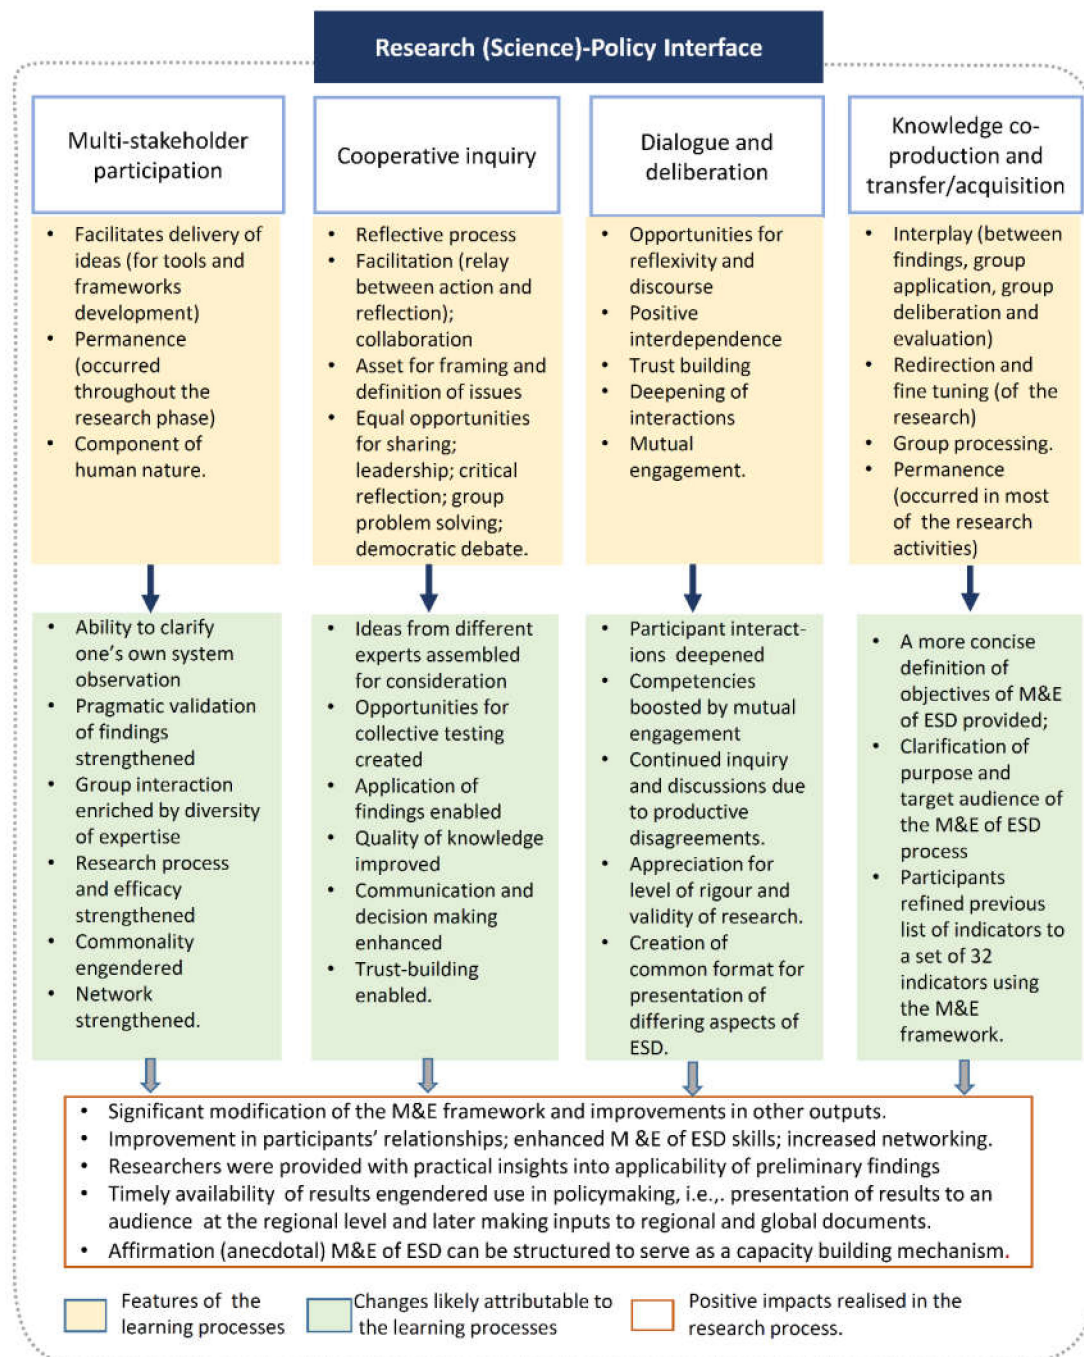 Research (Science)-Policy Interface
Multi-stakeholder
participation
Cooperative inquiry
Dialogue and
deliberation
Knowledge co-
production and
transfer/acquisition
• Facilitates delivery of
ideas (for tools and
frameworks
development)
• Permanence
(occurred
throughout the
research phase)
• Component of
human nature.
• Reflective process
• Facilitation (relay
between action and
reflection);
collaboration
• Asset for framing and
definition of issues
• Equal opportunities
for sharing;
leadership; critical
reflection; group
problem solving;
democratic debate.
• Opportunities for
reflexivity and
discourse
• Positive
interdependence
• Trust building
• Deepening of
interactions
• Mutual
engagement.
• Interplay (between
findings, group
application, group
deliberation and
evaluation)
• Redirection and
fine tuning (of the
research)
• Group processing.
• Permanence
(occurred in most
of the research
activities)
• Ability to clarify
one's own system
observation
• Pragmatic validation
of findings
strengthened
• Group interaction
enriched by diversity
of expertise
• Research process
and efficacy
strengthened
• Commonality
engendered
• Network
strengthened.
• Ideas from different
experts assembled
for consideration
• Opportunities for
collective testing
created
• Application of
findings enabled
• Quality of knowledge
improved
• Communication and
decision making
enhanced
• Trust-building
enabled.
• Participant interact-
ions deepened
• Competencies
boosted by mutual
engagement
• Continued inquiry
and discussions due
to productive
disagreements.
• Appreciation for
level of rigour and
validity of research.
• Creation of
common format for
presentation of
differing aspects of
ESD.
• A more concise
definition of
objectives of M&E
of ESD provided;
• Clarification of
purpose and
target audience of
the M&E of ESD
process
• Participants
refined previous
list of indicators to
a set of 32
indicators using
the M&E
framework.
• Significant modification of the M&E framework and improvements in other outputs.
• Improvement in participants' relationships; enhanced M &E of ESD skills; increased networking.
• Researchers were provided with practical insights into applicability of preliminary findings
• Timely availability of results engendered use in policymaking, i.e.,. presentation of results to an
audience at the regional level and later making inputs to regional and global documents.
• Affirmation (anecdotal) M&E of ESD can be structured to serve as a capacity building mechanism.
Features of the
learning processes
Changes likely attributable to
the learning processes
Positive impacts realised in the
research process.